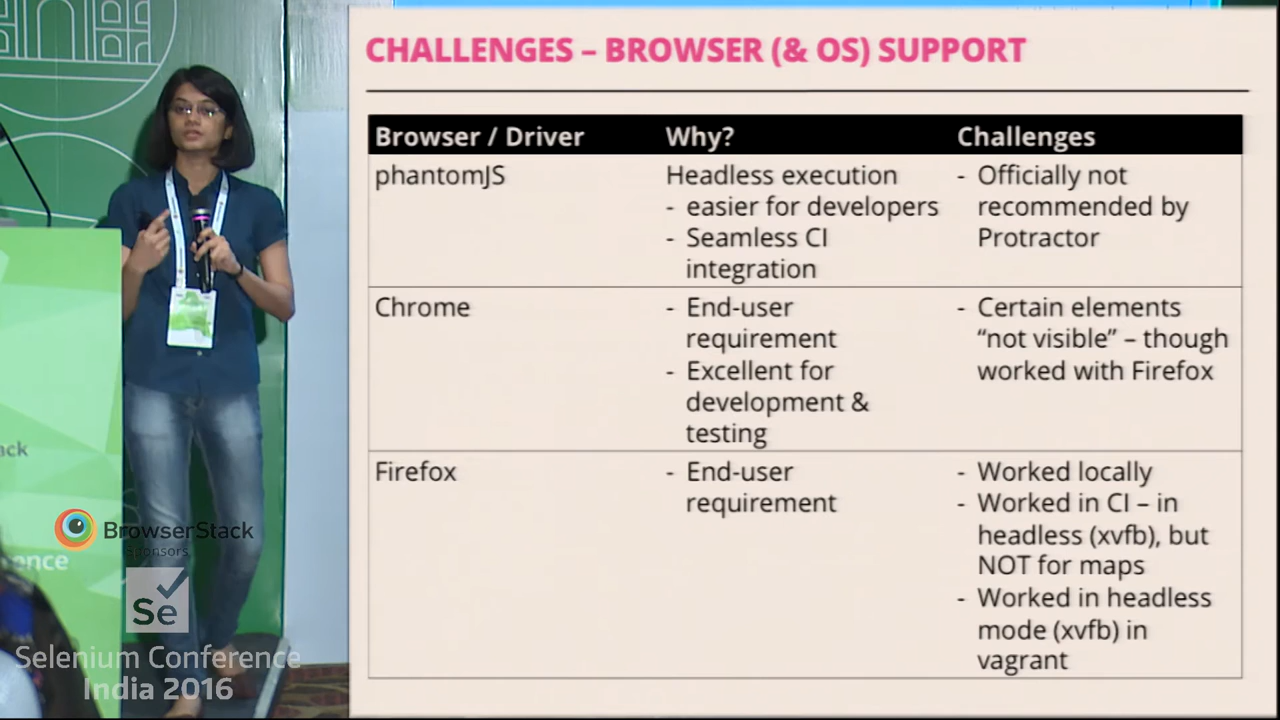 CHALLENGES – BROWSER (& OS) SUPPORT
Browser / Driver
Why?
Challenges
phantomJS
Headless execution
- easier for developers
- Seamless CI
integration
- Officially not
recommended by
Protractor
Chrome
- End-user
requirement
- Excellent for
development &
testing
- Certain elements
“not visible” – though
worked with Firefox
Firefox
- End-user
requirement
- Worked locally
- Worked in CI – in
headless (xvfb), but
NOT for maps
- Worked in headless
mode (xvfb) in
vagrant
BrowserStack
Sponsors
Se
Selenium Conference
India 2016